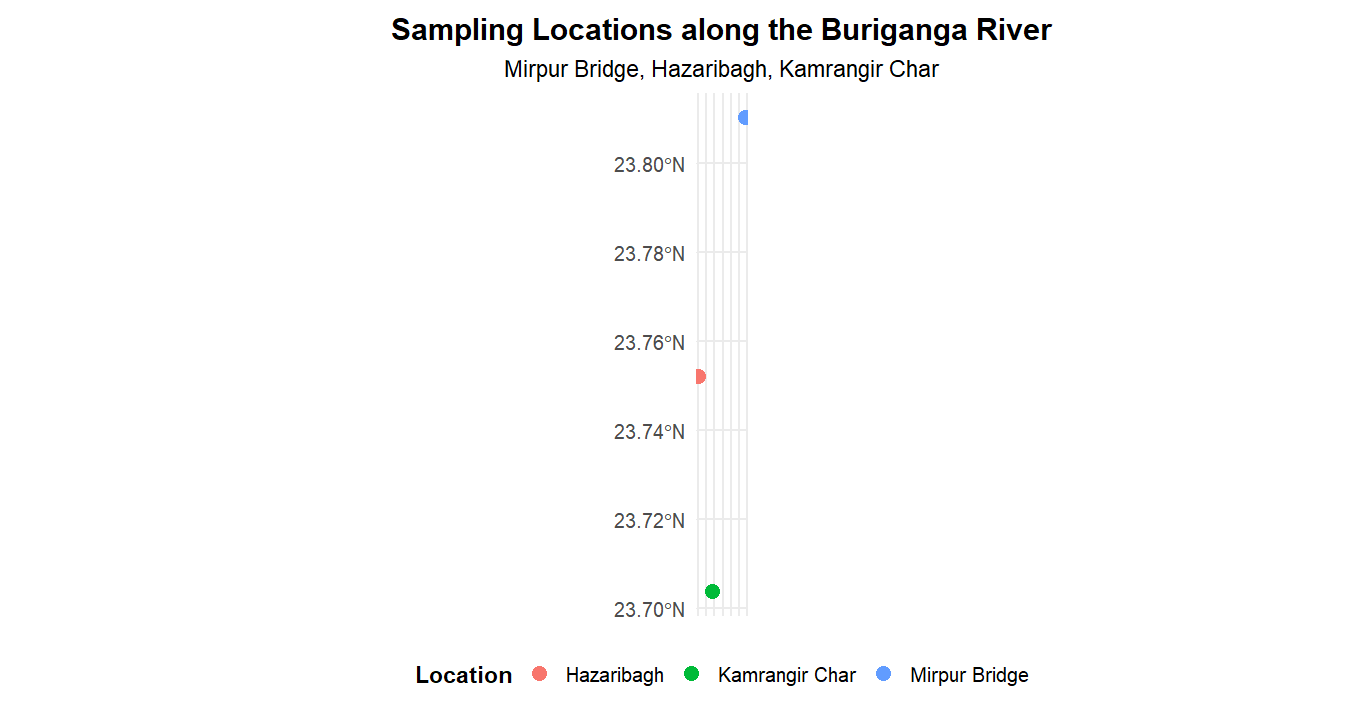 Sampling Locations along the Buriganga River
Mirpur Bridge, Hazaribagh, Kamrangir Char
23.80°N
23.78°N
23.76°N
23.74°N
23.72°N
23.70°N
Location Hazaribagh Kamrangir Char Mirpur Bridge